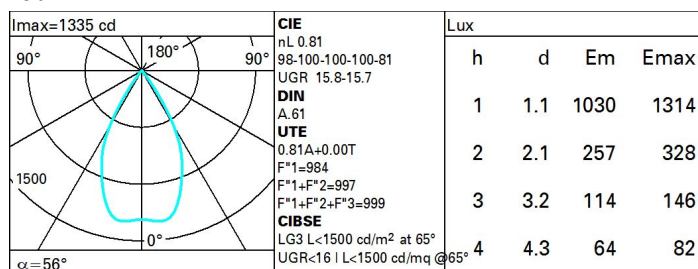 Imax=1335 cd
90°
180°
90°
1500
0°
α=56°
CIE
nL 0.81
98-100-100-100-81
UGR 15.8-15.7
DIN
A.61
UTE
0.81A+0.00T
F"1=984
F"1+F"2=997
F"1+F"2+F"3=999
CIBSE
LG3 L<1500 cd/m² at 65°
UGR<16 | L<1500 cd/mq @65°
Lux
h d Em Emax
1 1.1 1030 1314
2 2.1 257 328
3 3.2 114 146
4 4.3 64 82